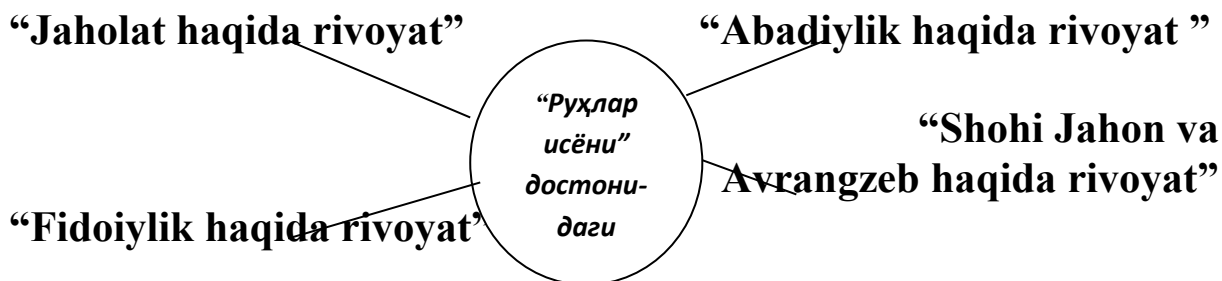 “Jaholat haqida rivoyat”
“Abadiylik haqida rivoyat ”
“Руҳлар
исёни”
достони-
даги
“Shohi Jahon va
Avrangzeb haqida rivoyat”
“Fidoiylik haqida rivoyat’